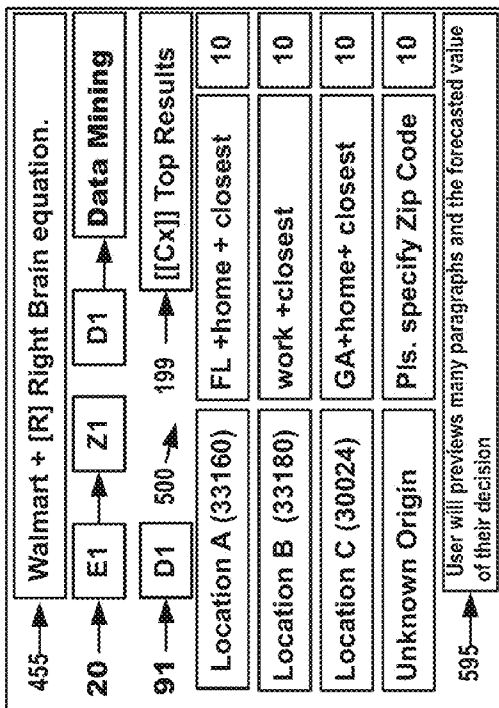 455 Walmart + [R] Right Brain equation.
20 E1 Z1 D1 Data Mining
91 D1 500 199 [[Cx]] Top Results
Location A (33160) FL +home + closest 10
Location B (33180) work +closest 10
Location C (30024) GA+home+ closest 10
Unknown Origin Pls. specify Zip Code 10
595 User will previews many paragraphs and the forecasted value
of their decision